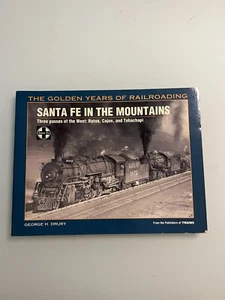 THE GOLDEN YEARS OF RAILROADING
SANTA FE IN THE MOUNTAINS
Three passes of the West: Raton, Cajon, and Tehachapi
GEORGE H. DRURY
From the Publishers of TRAINS